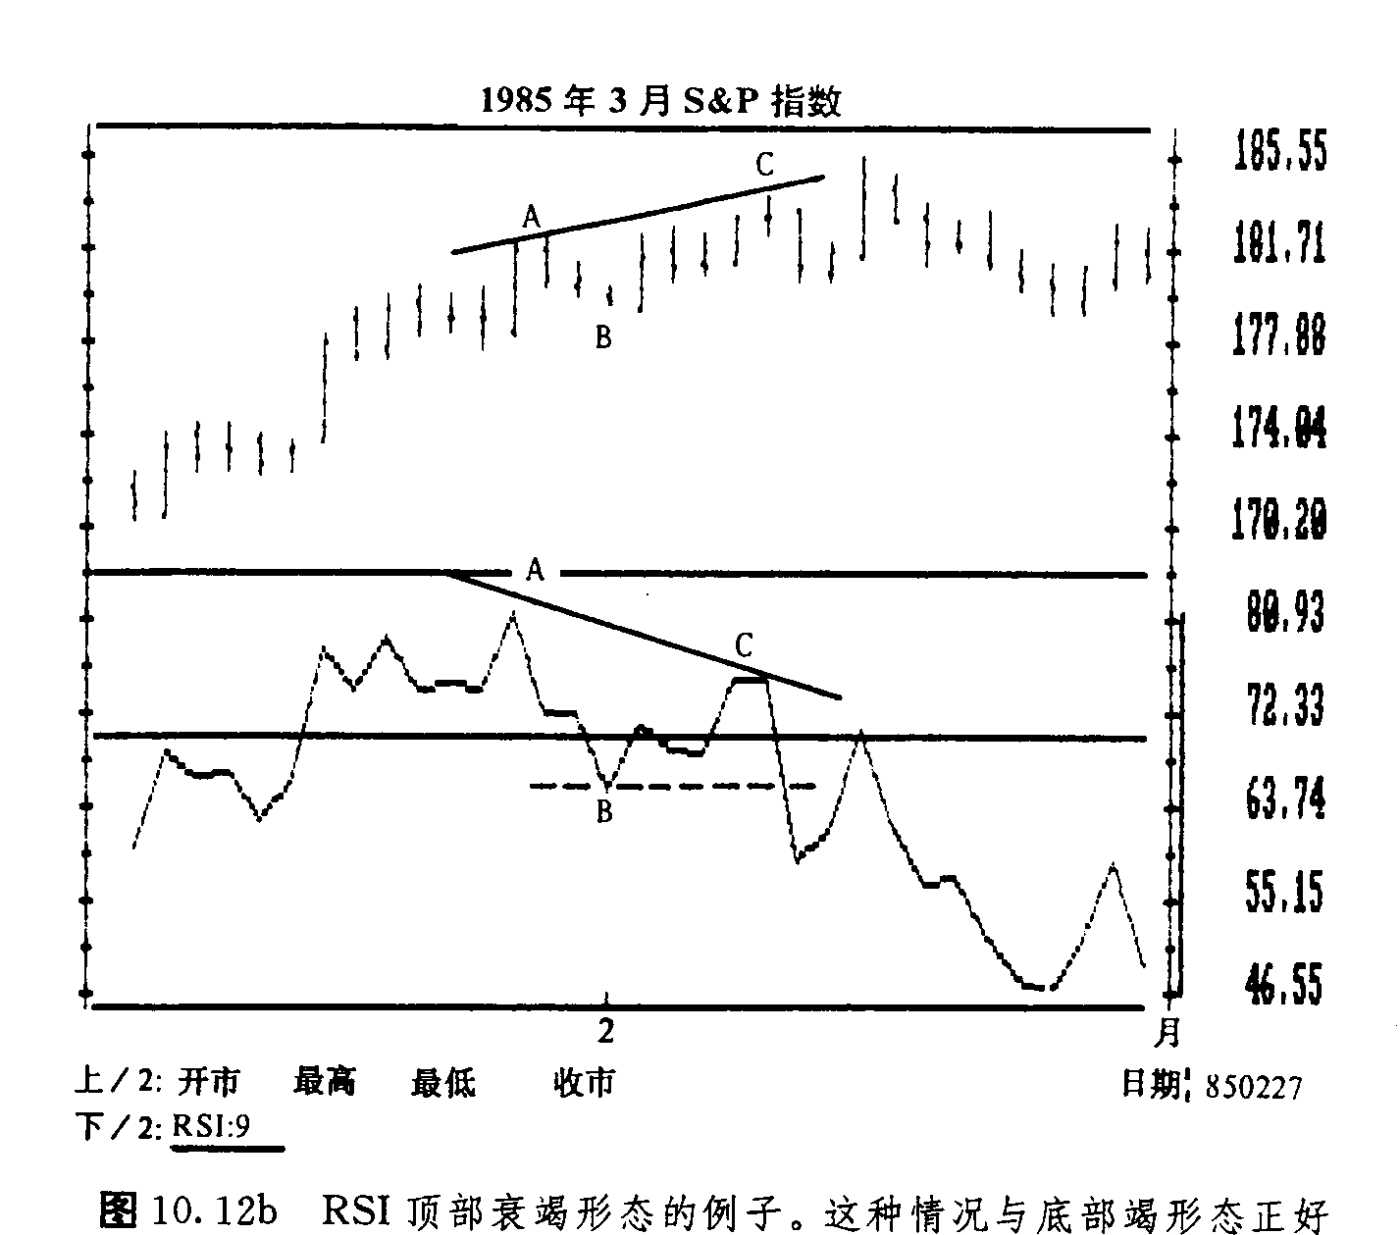 1985 年 3 月 S&P 指数
185.55
C
A
181.71
B
177.88
174.04
170.20
A
80.93
C
72.33
63.74
B
55.15
46.55
2 月
上/2: 开市 最高 最低 收市 日期: 850227
下/2: RSI:9
图 10.12b RSI 顶部衰竭形态的例子。这种情况与底部竭形态正好